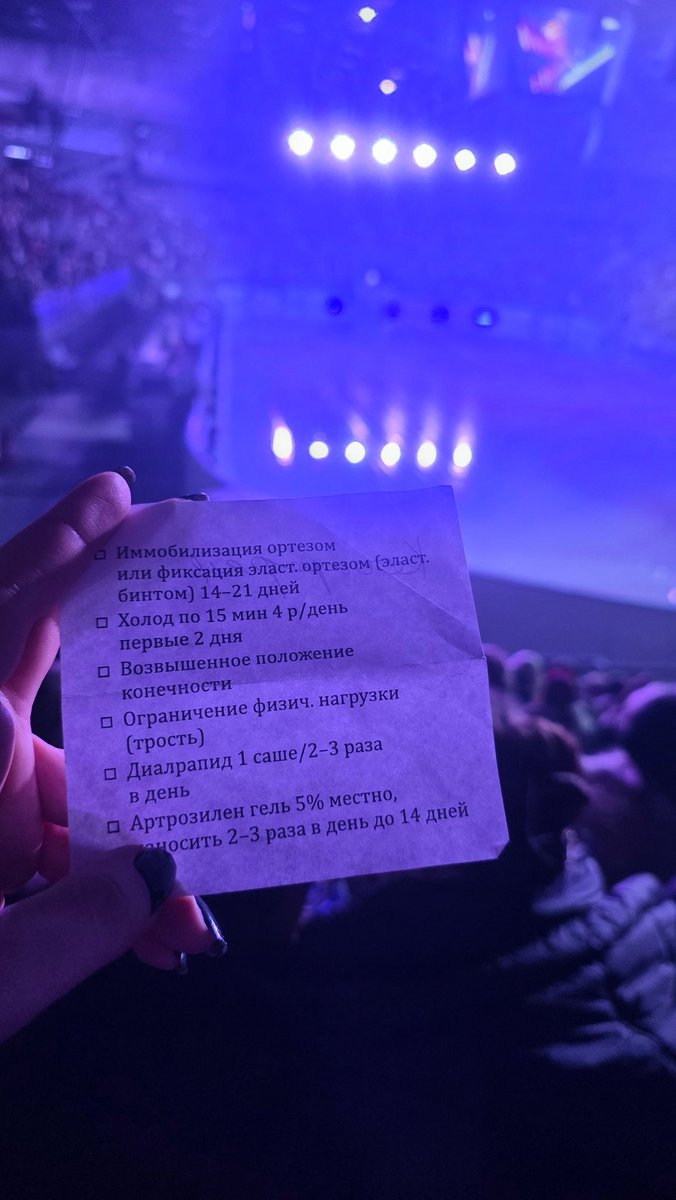 Иммобилизация ортезом
или фиксация эласт. ортезом (эласт.
бинтом) 14–21 дней
Холод по 15 мин 4 р/день
первые 2 дня
Возвышенное положение
конечности
Ограничение физич. нагрузки
(трость)
Диалрапид 1 саше/2–3 раза
в день
Артрозилен гель 5% местно,
2–3 раза в день до 14 дней